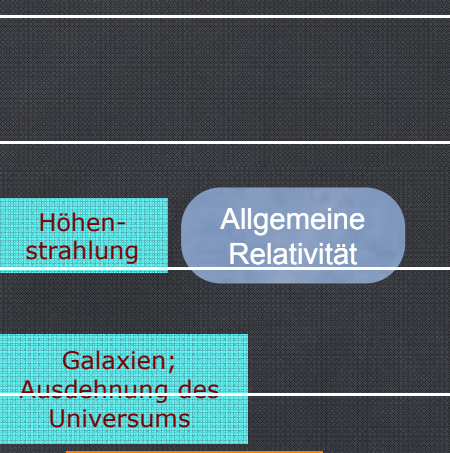 Höhen-
strahlung
Allgemeine
Relativität
Galaxien;
Ausdehnung des
Universums